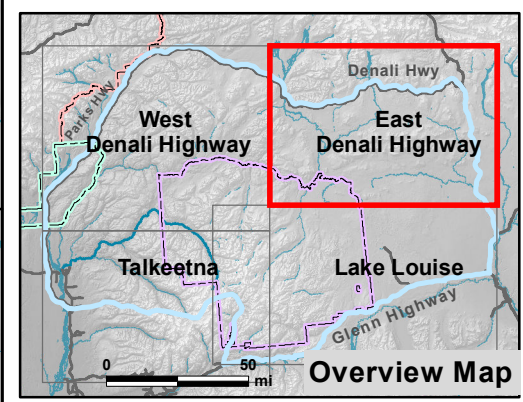 Denali Hwy
Parks Hwy
West
Denali Highway
East
Denali Highway
Talkeetna
Lake Louise
Glenn Highway
0 50
mi
Overview Map